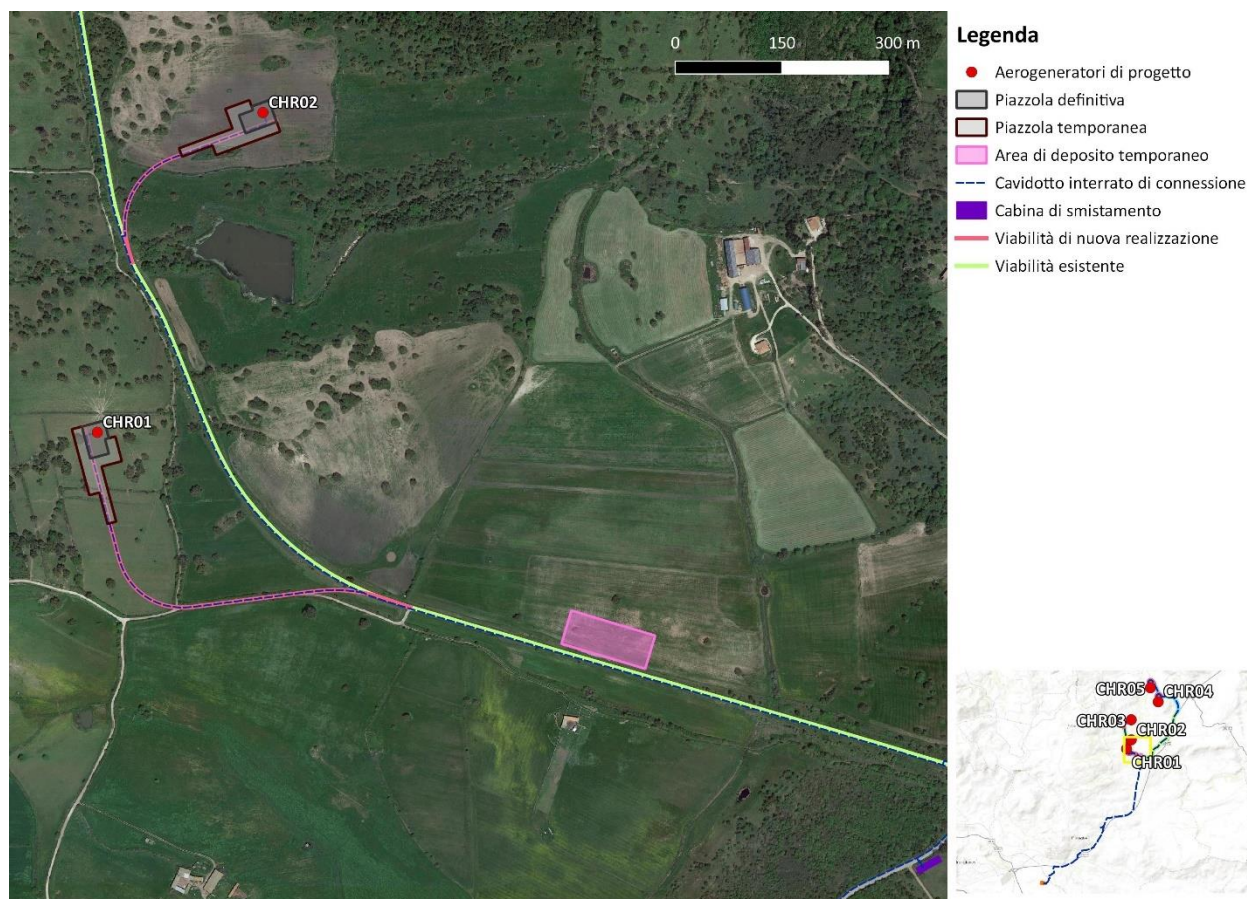 0 150 300 m
CHR02
CHR01
Legenda
Aerogeneratori di progetto
Piazzola definitiva
Piazzola temporanea
Area di deposito temporaneo
Cavidotto interrato di connessione
Cabina di smistamento
Viabilità di nuova realizzazione
Viabilità esistente
CHR05
CHR04
CHR03
CHR02
CHR01